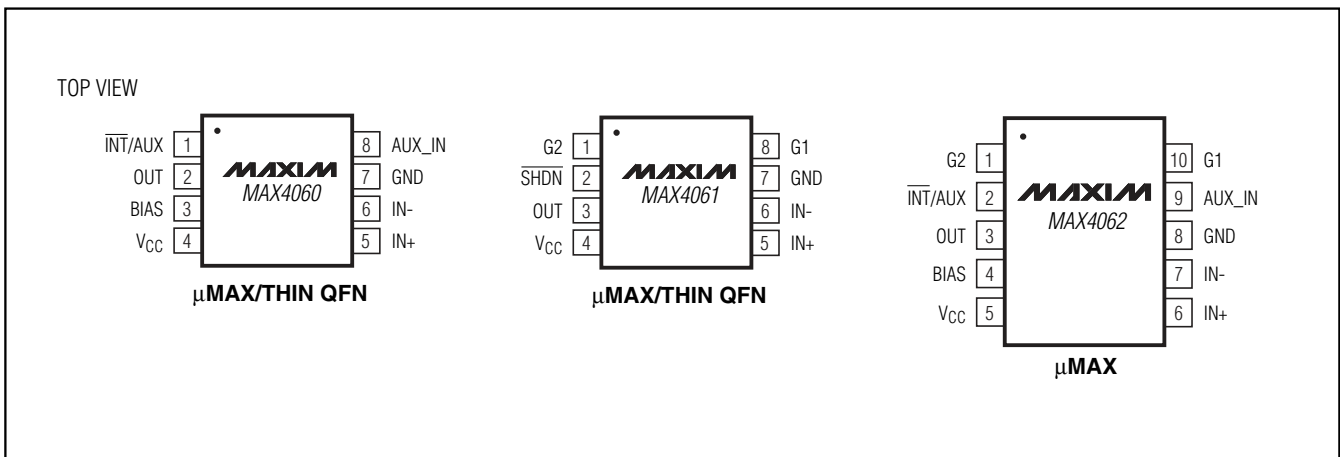 TOP VIEW
I̅N̅T̅/AUX 1
OUT 2
BIAS 3
VCC 4
8 AUX_IN
7 GND
6 IN-
5 IN+
MAXIM
MAX4060
µMAX/THIN QFN
G2 1
S̅H̅D̅N̅ 2
OUT 3
VCC 4
8 G1
7 GND
6 IN-
5 IN+
MAXIM
MAX4061
µMAX/THIN QFN
G2 1
I̅N̅T̅/AUX 2
OUT 3
BIAS 4
VCC 5
10 G1
9 AUX_IN
8 GND
7 IN-
6 IN+
MAXIM
MAX4062
µMAX